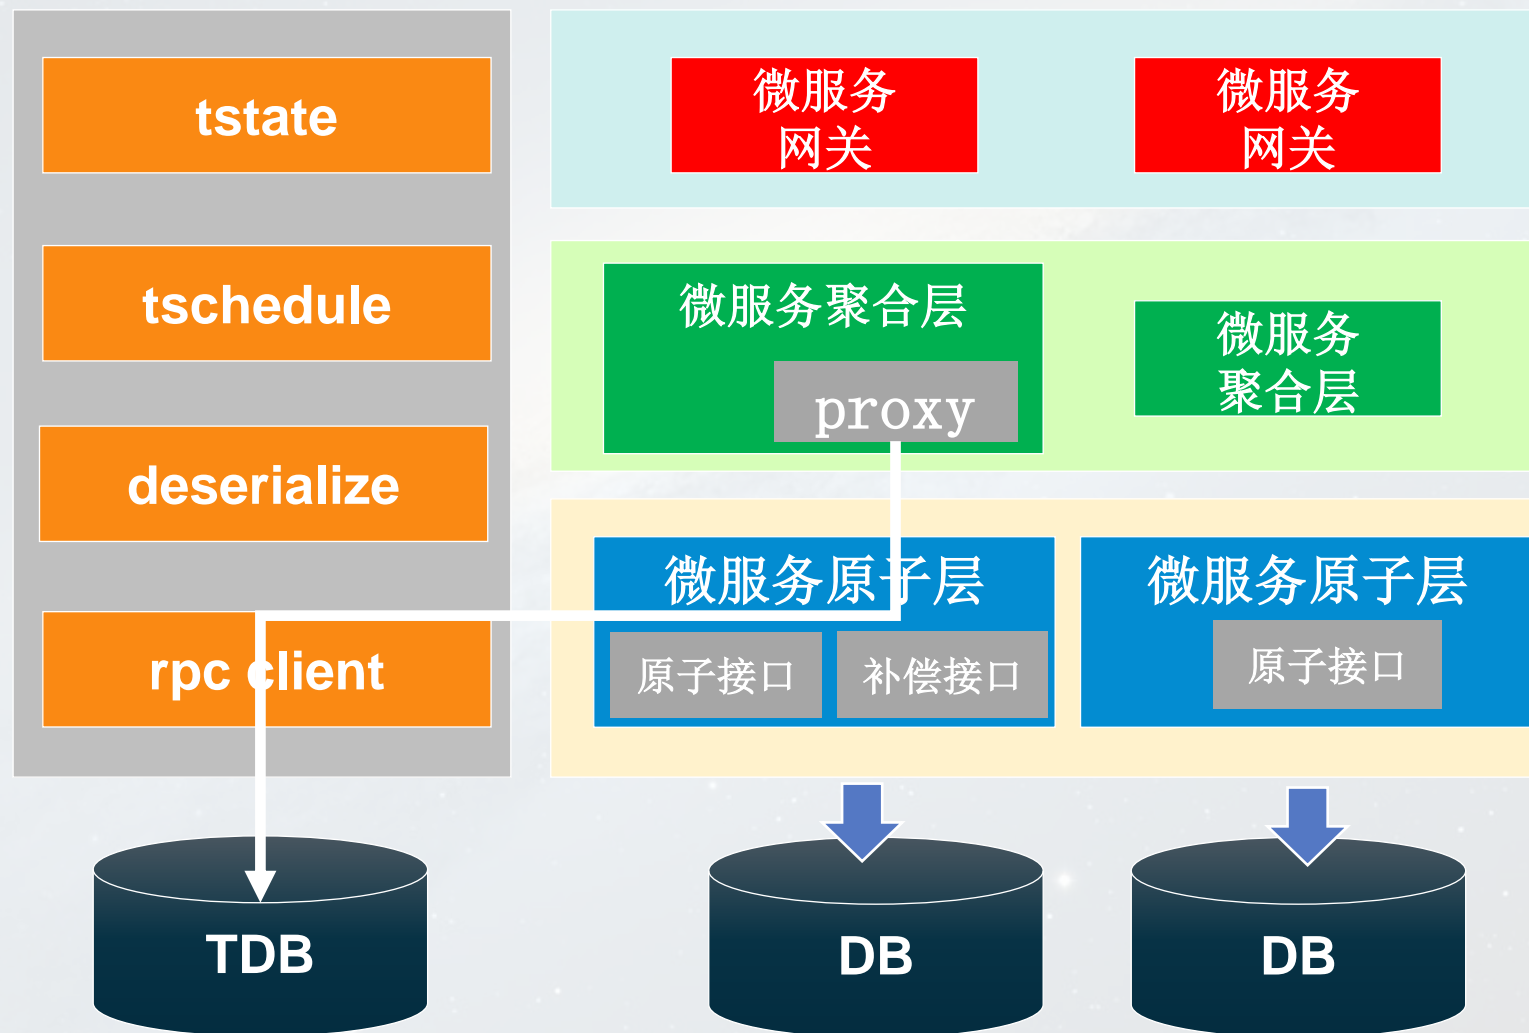 tstate
tschedule
deserialize
rpc client
TDB
微服务
网关
微服务
网关
微服务聚合层
proxy
微服务
聚合层
微服务原子层
原子接口
补偿接口
微服务原子层
原子接口
DB
DB